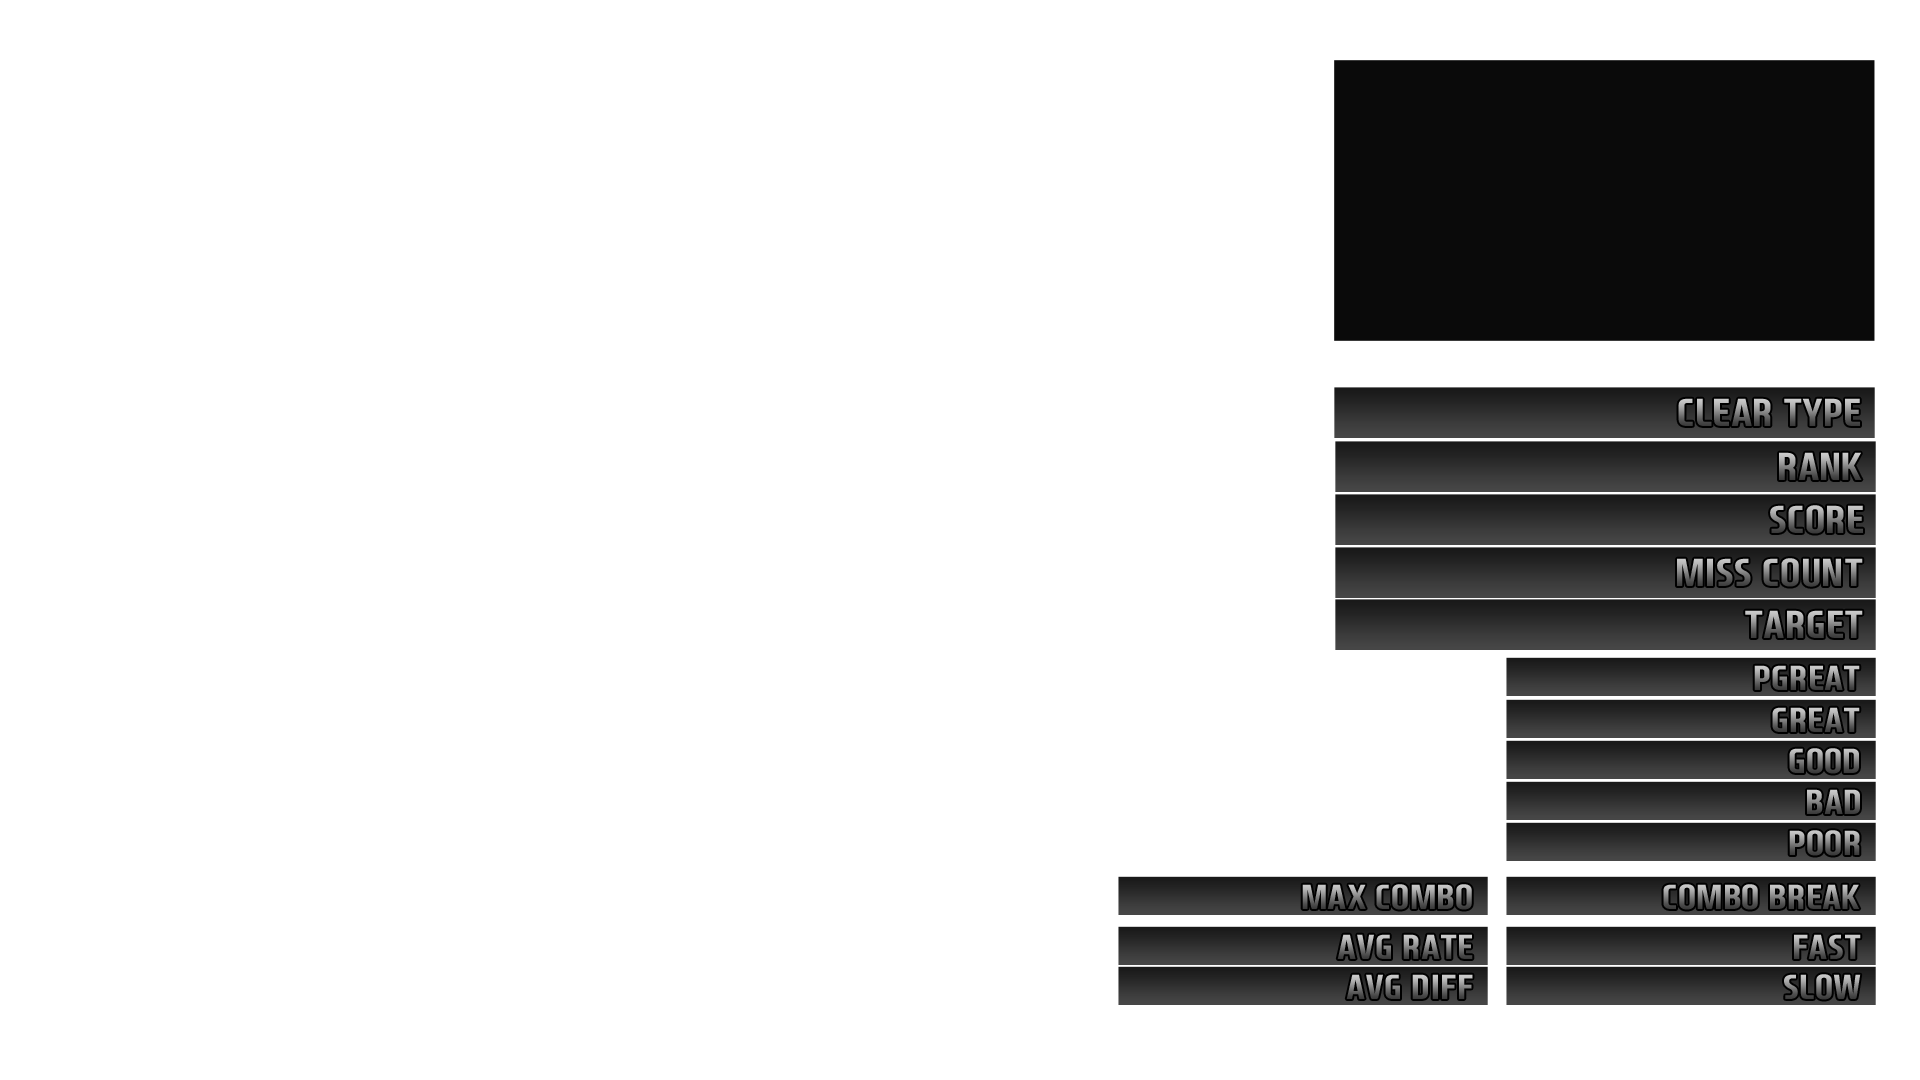 CLEAR TYPE
RANK
SCORE
MISS COUNT
TARGET
PGREAT
GREAT
GOOD
BAD
POOR
MAX COMBO
COMBO BREAK
AVG RATE
FAST
AVG DIFF
SLOW